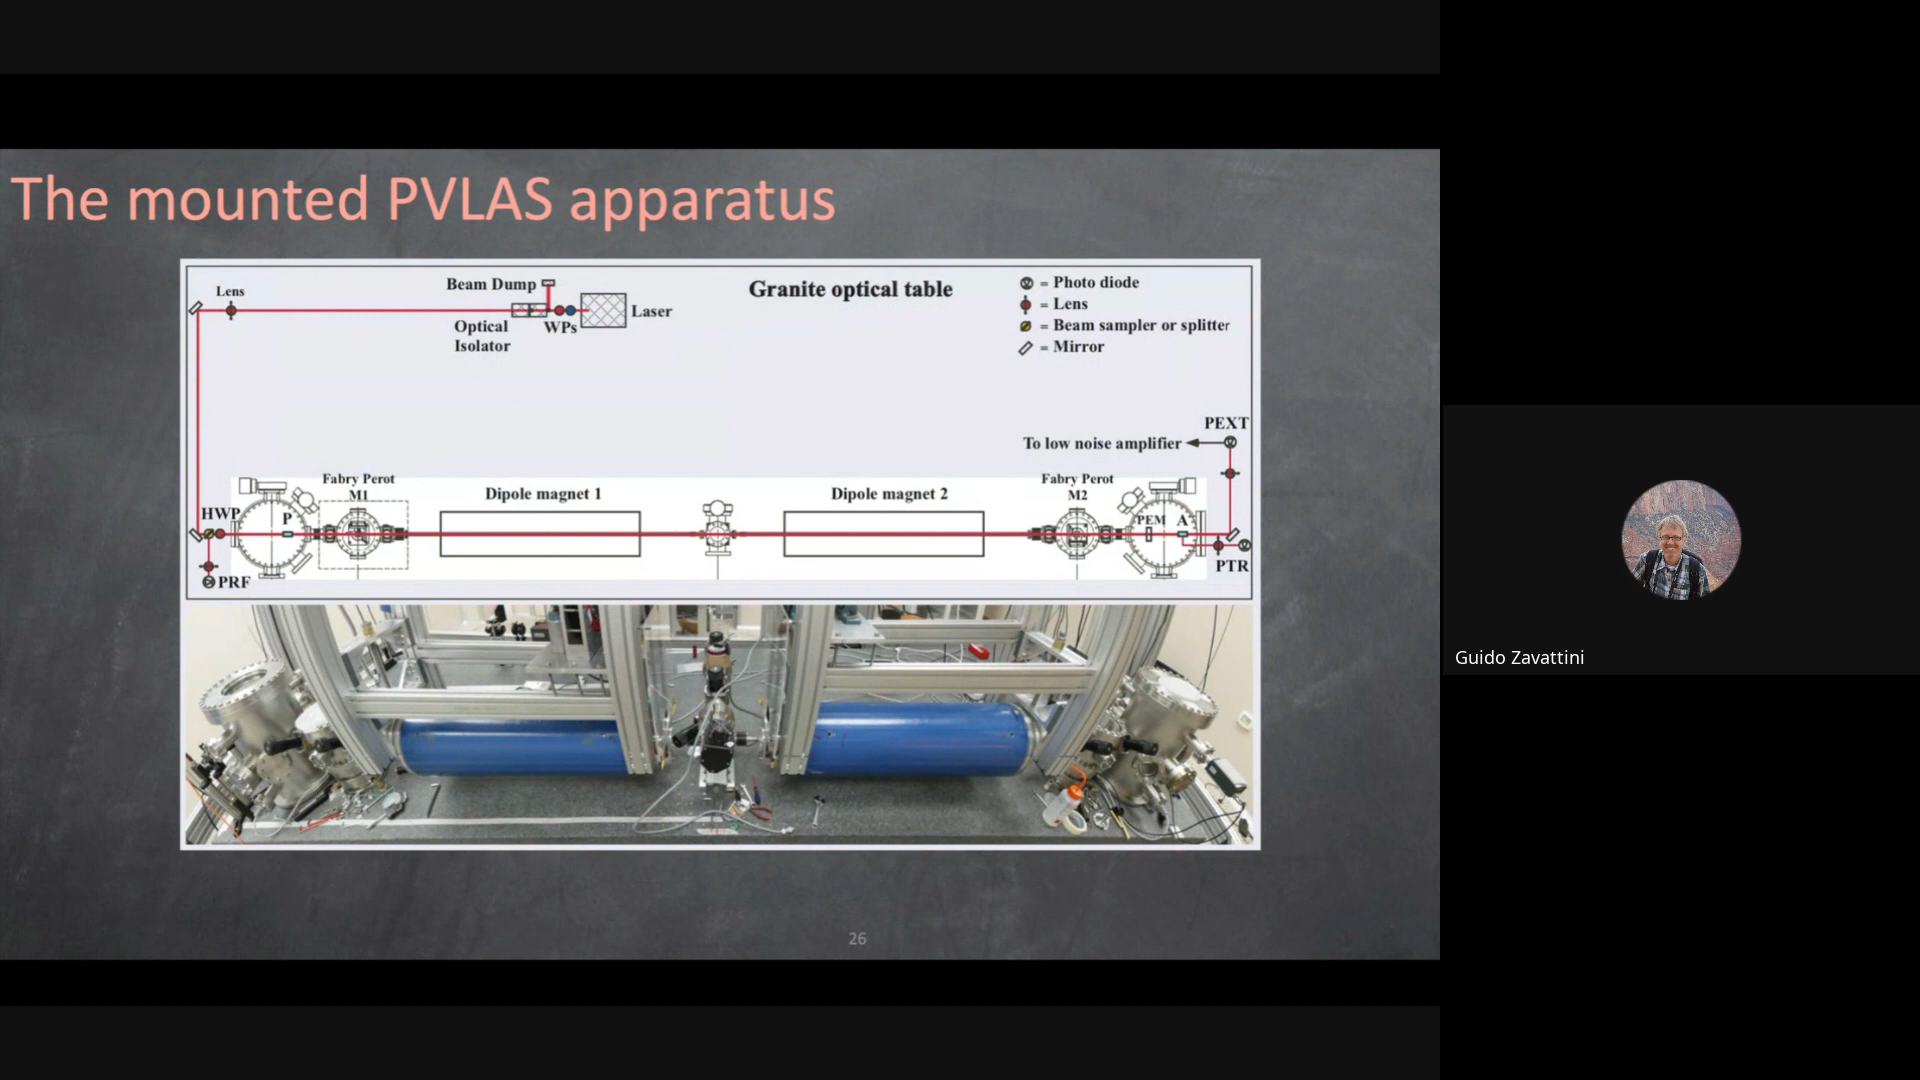 The mounted PVLAS apparatus
Lens
Beam Dump
Optical
Isolator
WPs
Laser
Granite optical table
= Photo diode
= Lens
= Beam sampler or splitter
= Mirror
PEXT
To low noise amplifier
Fabry Perot
M1
Dipole magnet 1
Dipole magnet 2
Fabry Perot
M2
HWP
P
PEM
A
PRF
PTR
26
Guido Zavattini